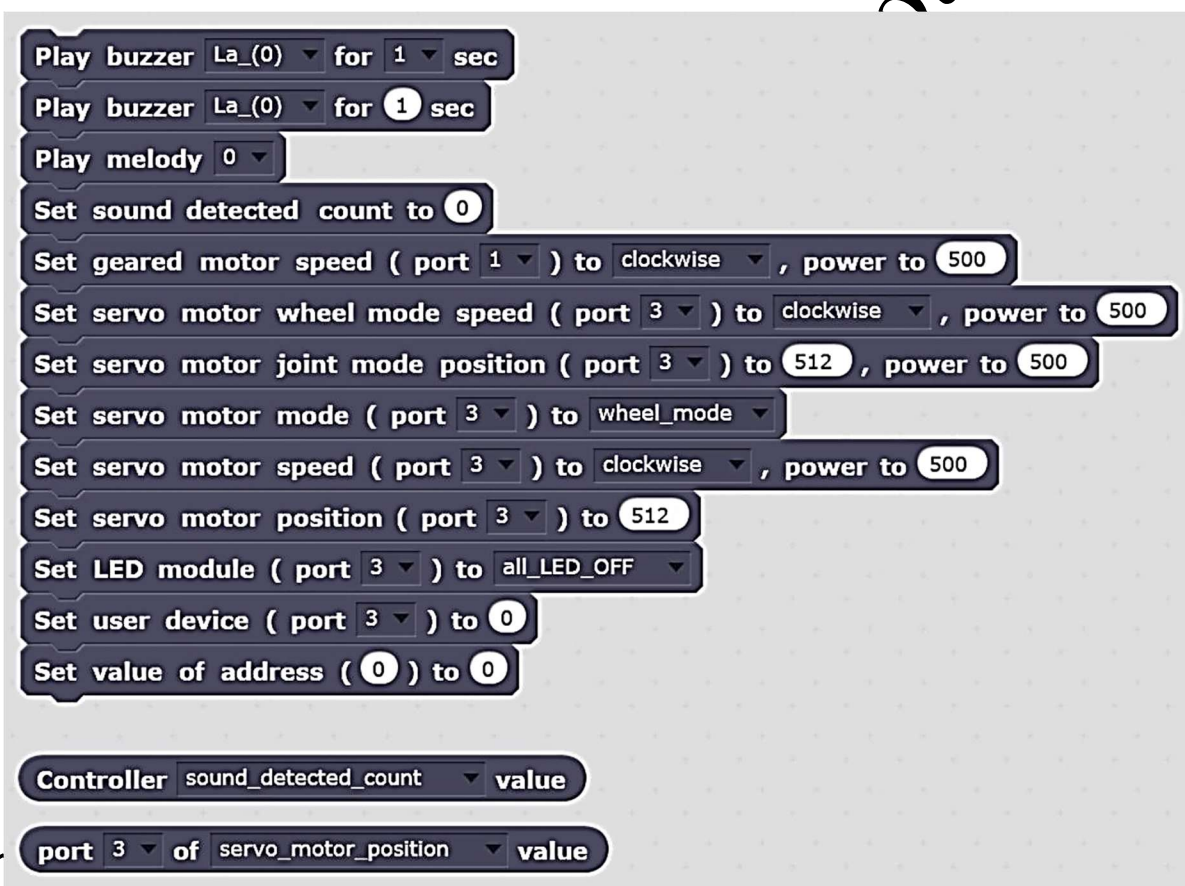 Play buzzer La_(0) for 1 sec
Play buzzer La_(0) for 1 sec
Play melody 0
Set sound detected count to 0
Set geared motor speed ( port 1 ) to clockwise , power to 500
Set servo motor wheel mode speed ( port 3 ) to clockwise , power to 500
Set servo motor joint mode position ( port 3 ) to 512 , power to 500
Set servo motor mode ( port 3 ) to wheel_mode
Set servo motor speed ( port 3 ) to clockwise , power to 500
Set servo motor position ( port 3 ) to 512
Set LED module ( port 3 ) to all_LED_OFF
Set user device ( port 3 ) to 0
Set value of address ( 0 ) to 0
Controller sound_detected_count value
port 3 of servo_motor_position value